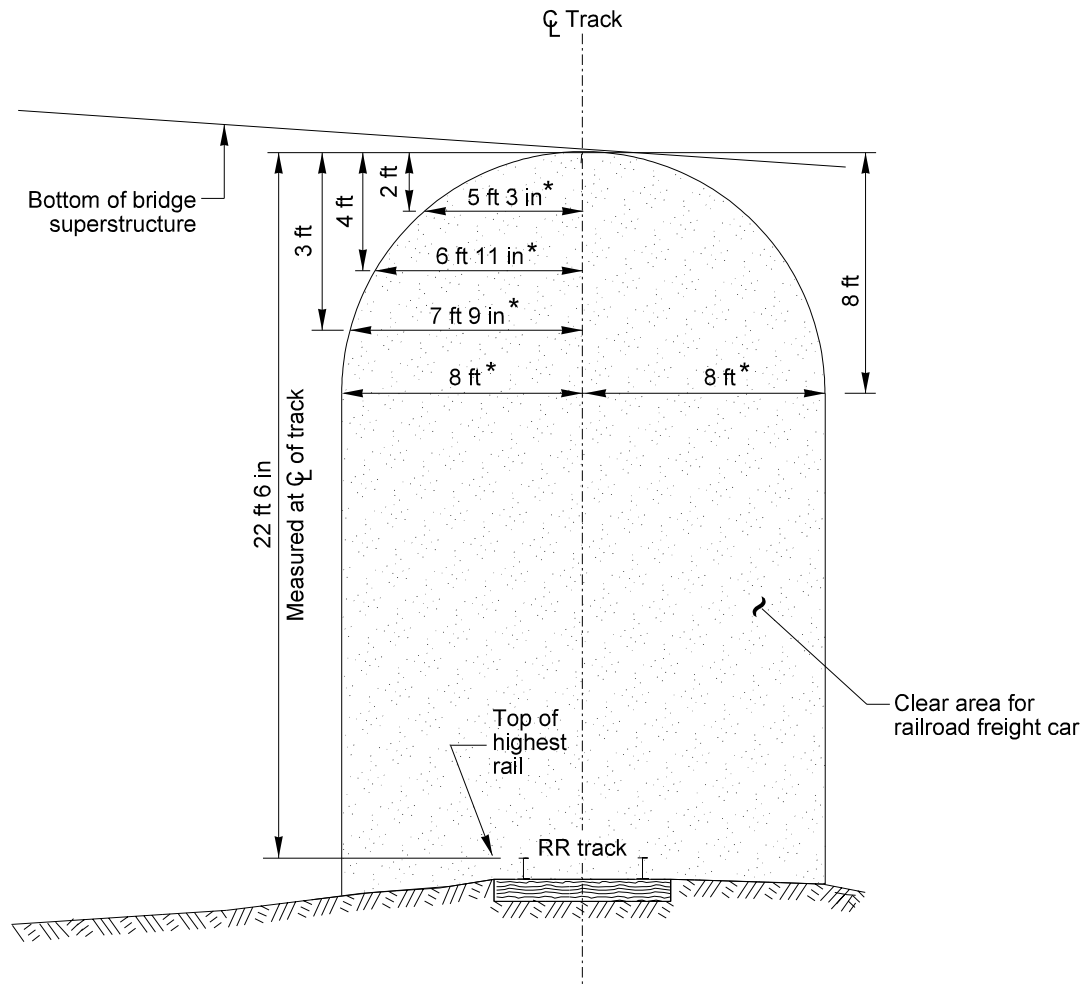 ℄ Track
Bottom of bridge
superstructure
2 ft
4 ft
3 ft
5 ft 3 in*
6 ft 11 in*
7 ft 9 in*
8 ft*
8 ft*
8 ft
22 ft 6 in
Measured at ℄ of track
Clear area for
railroad freight car
Top of
highest
rail
RR track